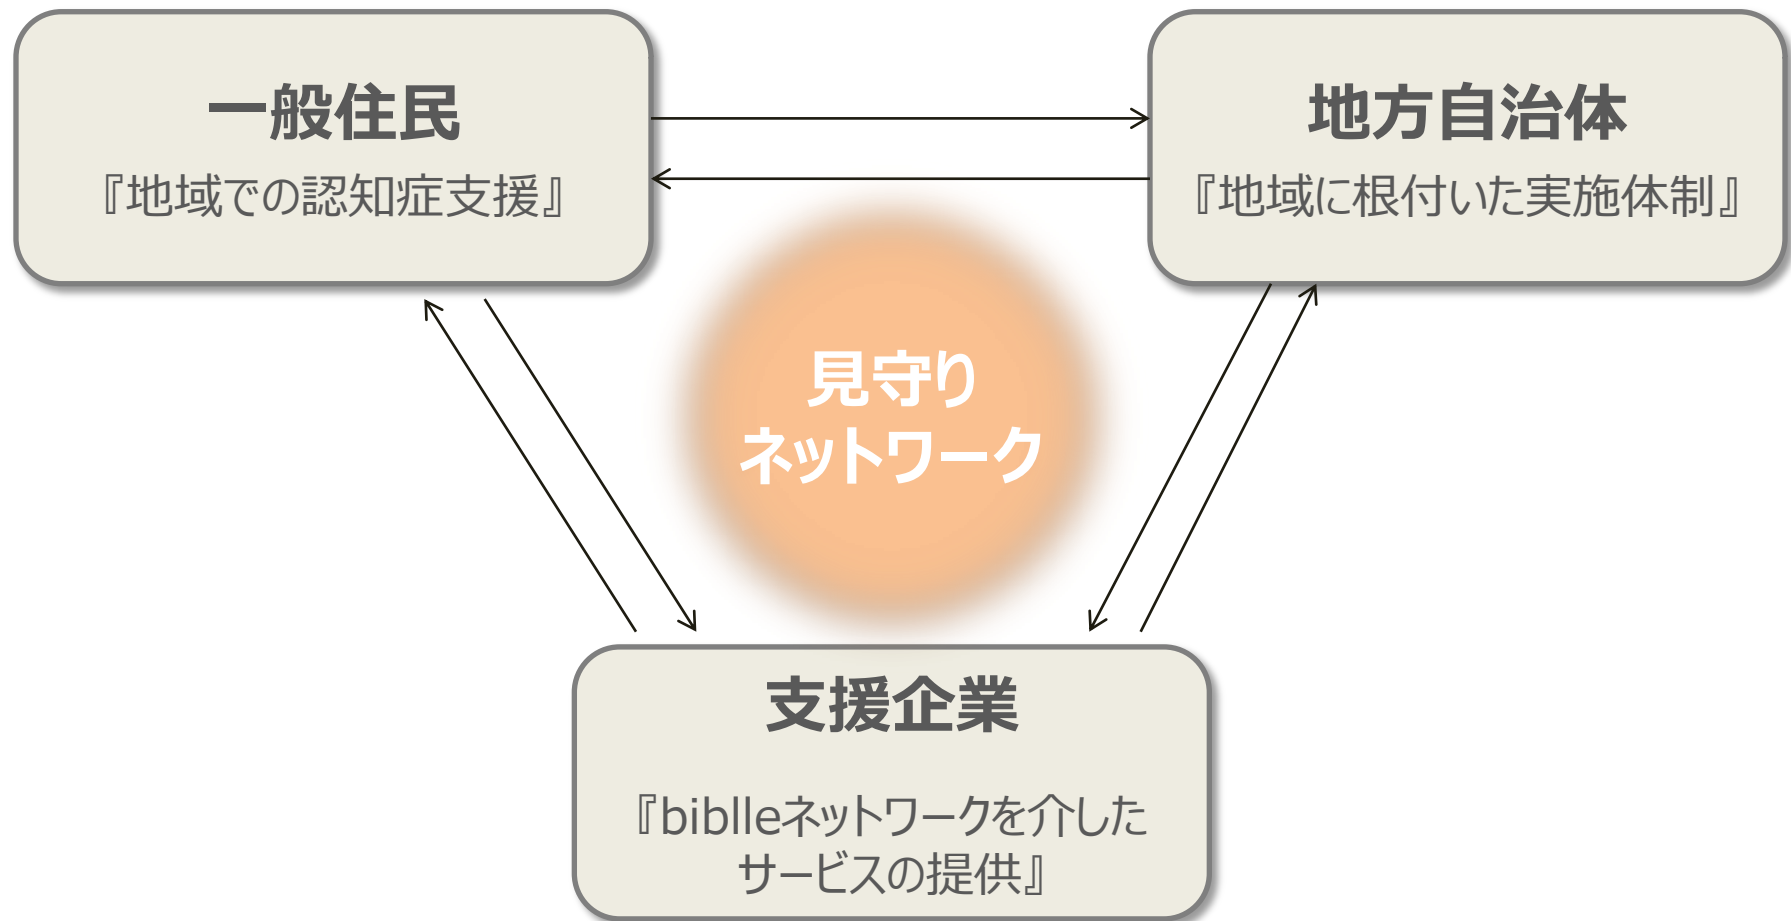 一般住民
『地域での認知症支援』
地方自治体
『地域に根付いた実施体制』
見守り
ネットワーク
支援企業
『biblleネットワークを介した
サービスの提供』